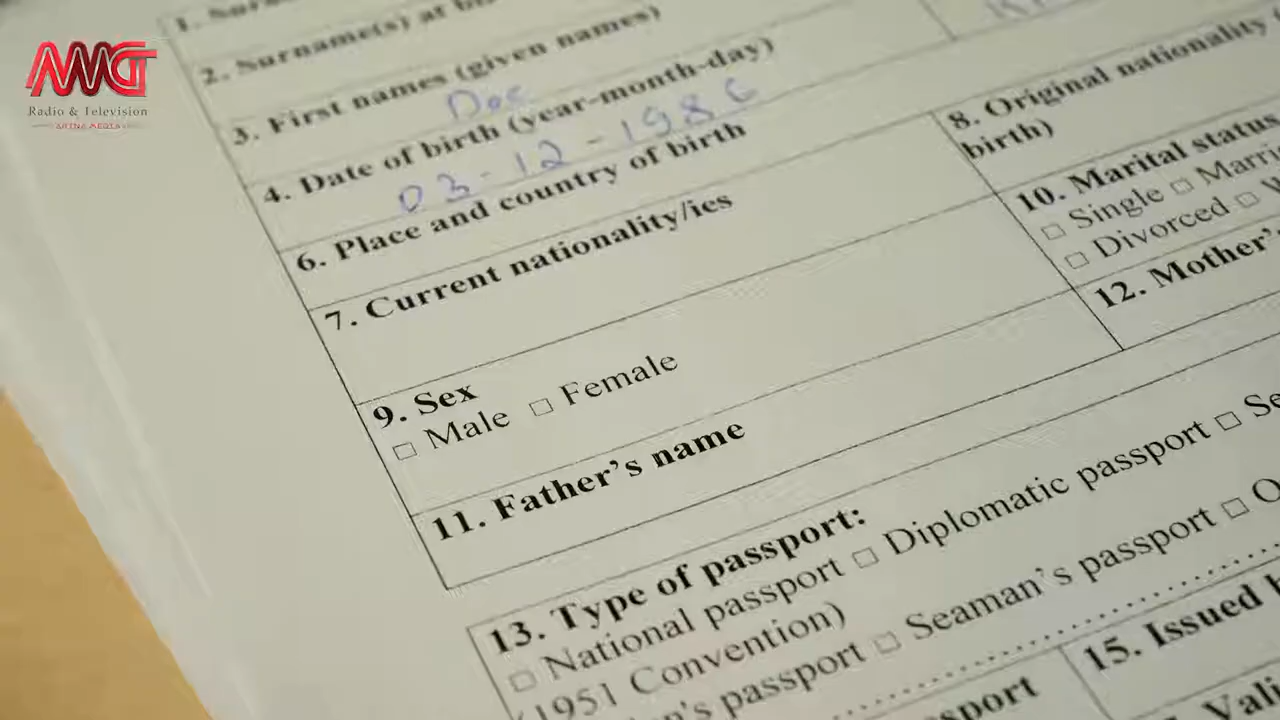 AMGT
Radio & Television
1.
2. Surname(s) at
3. First names (given names)
Doe
4. Date of birth (year-month-day)
03-12-1986
6. Place and country of birth
7. Current nationality/ies
8. Original nationality
birth)
9. Sex
□ Male □ Female
10. Marital status
□ Single □
□ Divorced □
11. Father's name
12. Mother's
13. Type of passport:
□ National passport □ Diplomatic passport □
(1951 Convention)
passport □ Seaman's passport □
15. Issued